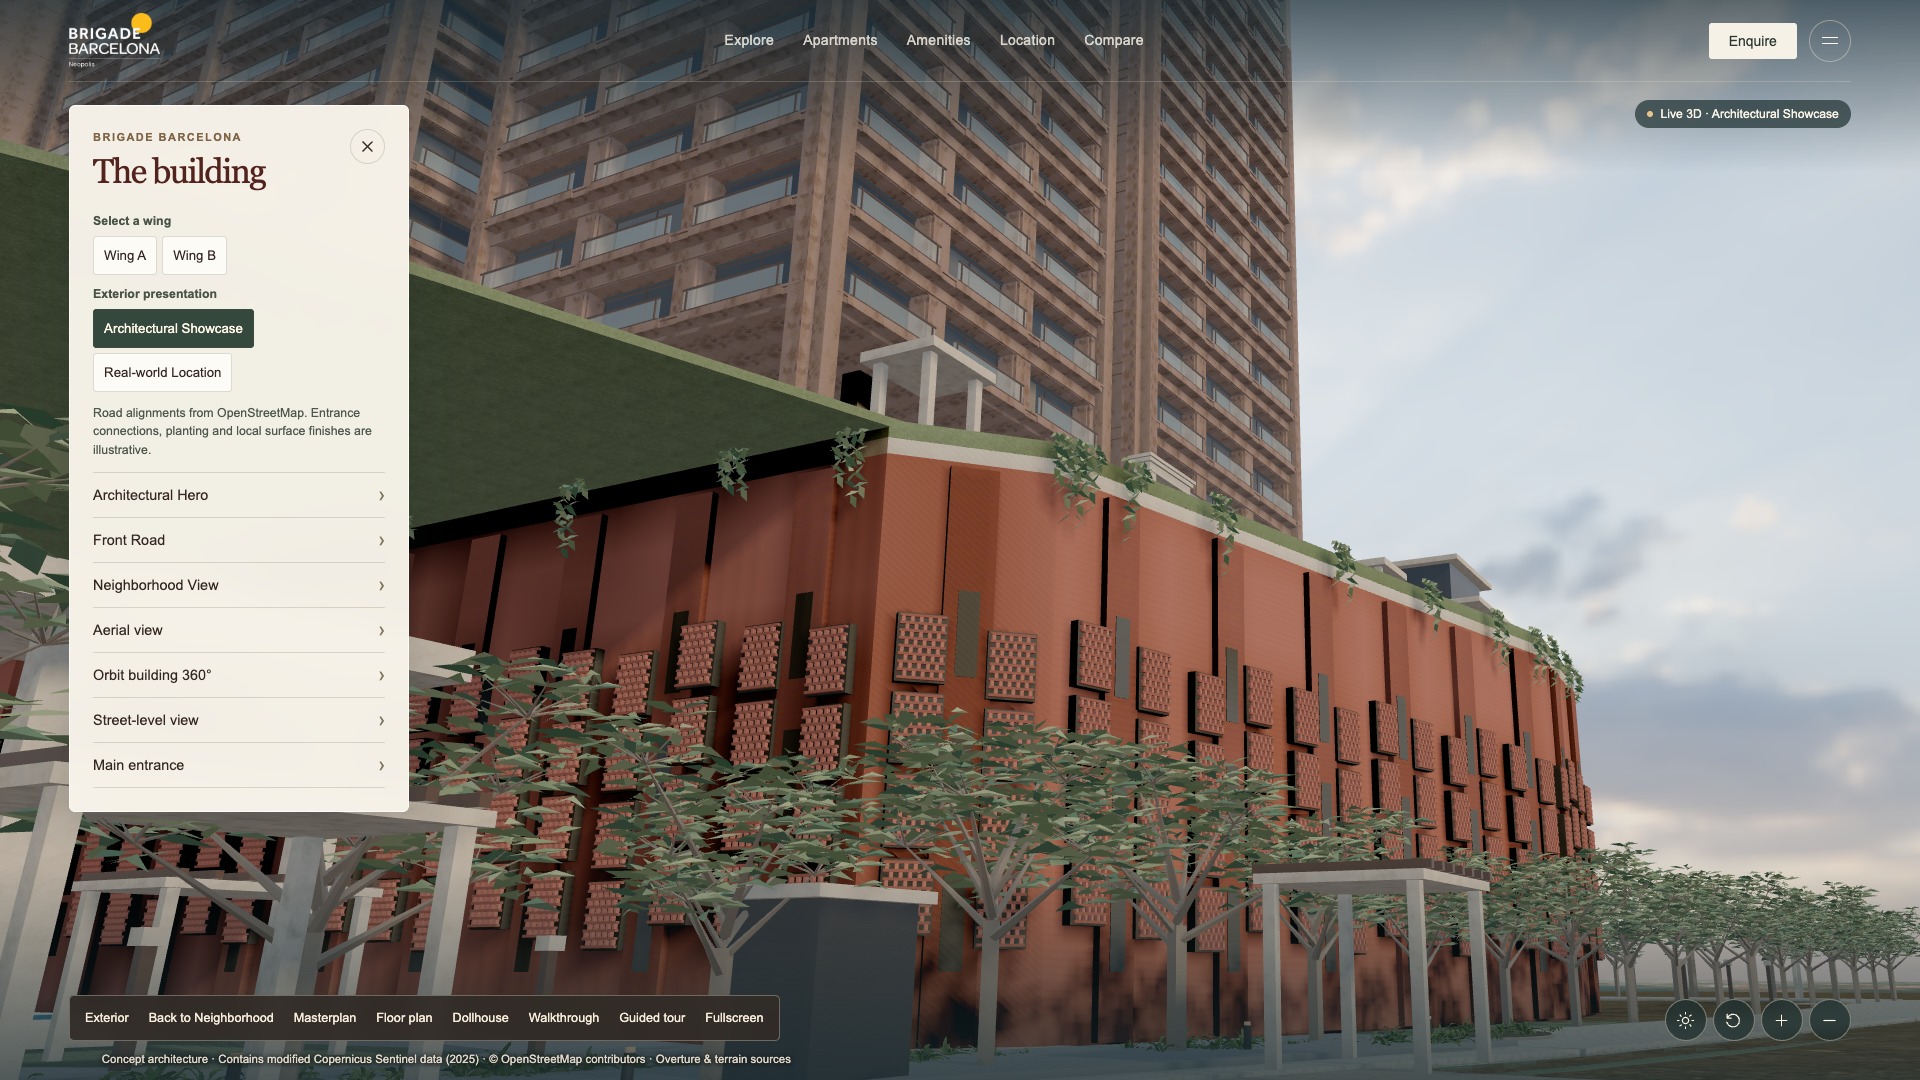 BRIGADE
BARCELONA
Neopolis
Explore
Apartments
Amenities
Location
Compare
Enquire
Live 3D · Architectural Showcase
BRIGADE BARCELONA
The building
Select a wing
Wing A
Wing B
Exterior presentation
Architectural Showcase
Real-world Location
Road alignments from OpenStreetMap. Entrance
connections, planting and local surface finishes are
illustrative.
Architectural Hero
Front Road
Neighborhood View
Aerial view
Orbit building 360°
Street-level view
Main entrance
Exterior
Back to Neighborhood
Masterplan
Floor plan
Dollhouse
Walkthrough
Guided tour
Fullscreen
Concept architecture · Contains modified Copernicus Sentinel data (2025) · © OpenStreetMap contributors · Overture & terrain sources